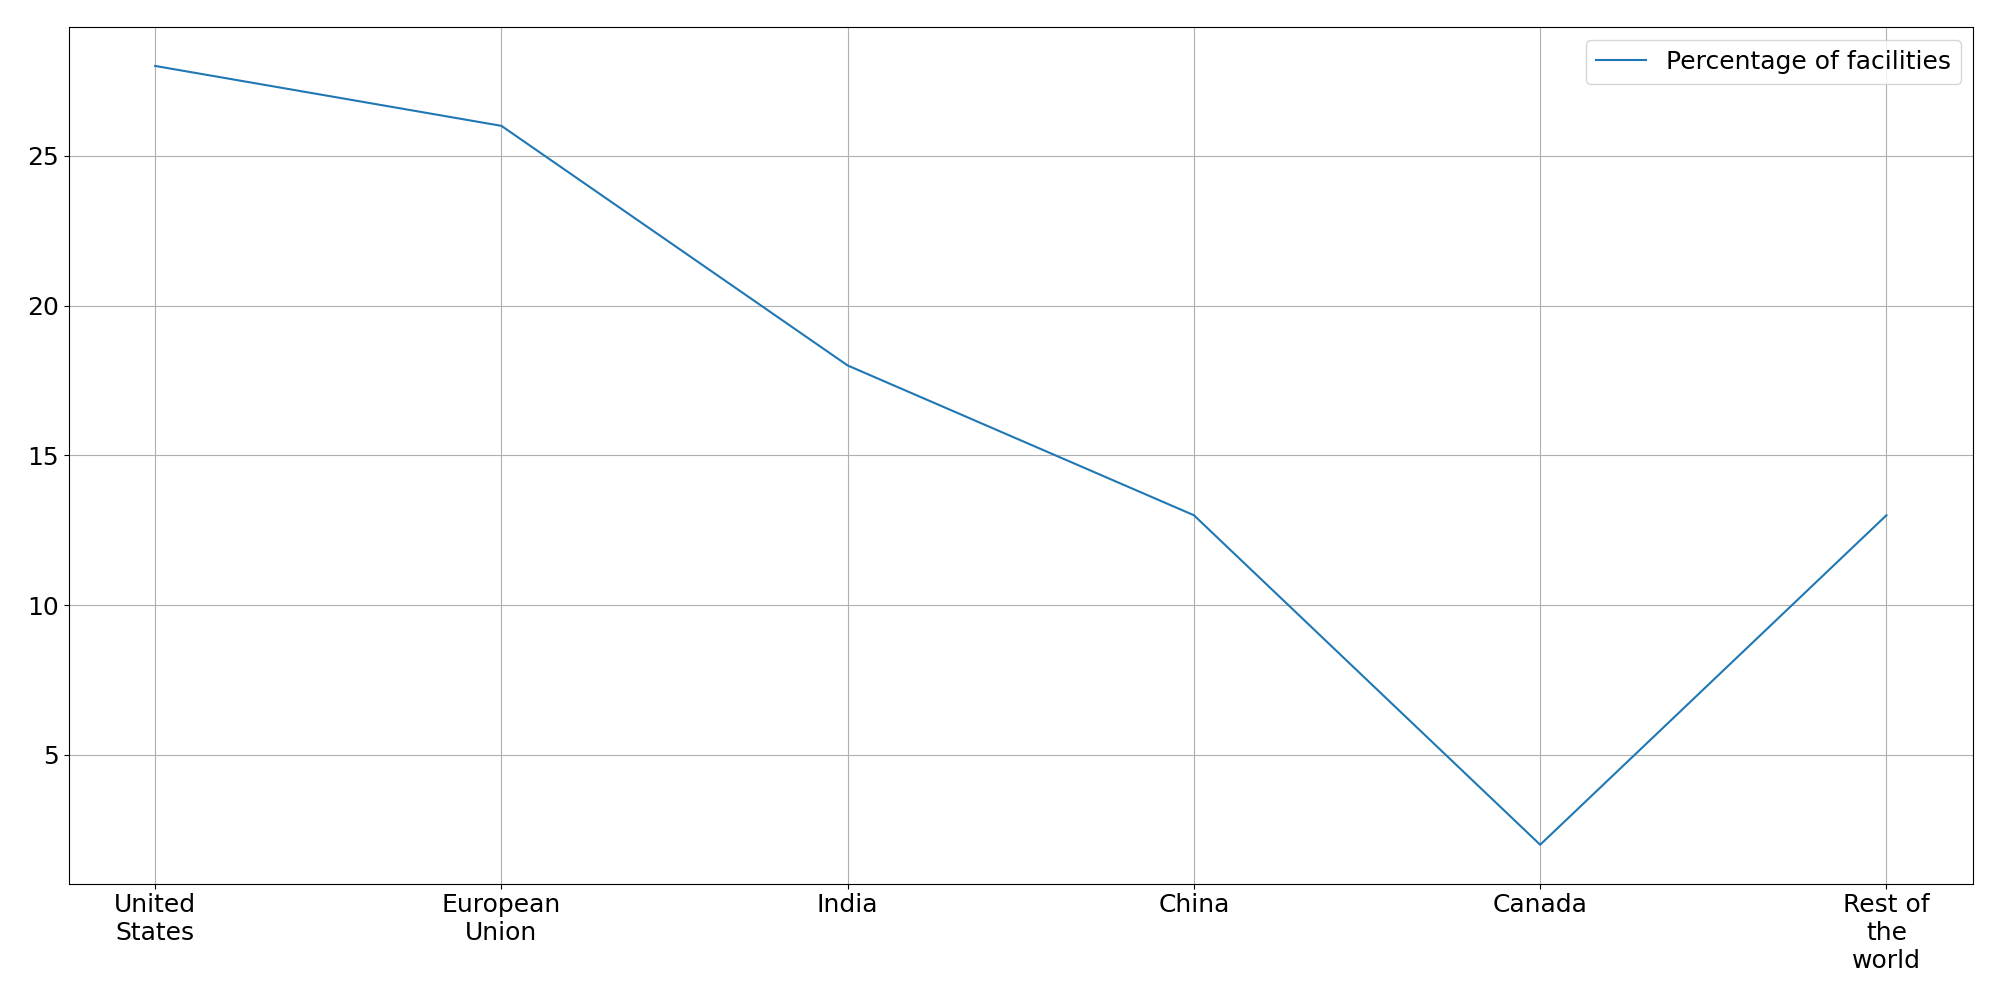 Percentage of facilities
25
20
15
10
5
United
States
European
Union
India
China
Canada
Rest of
the
world